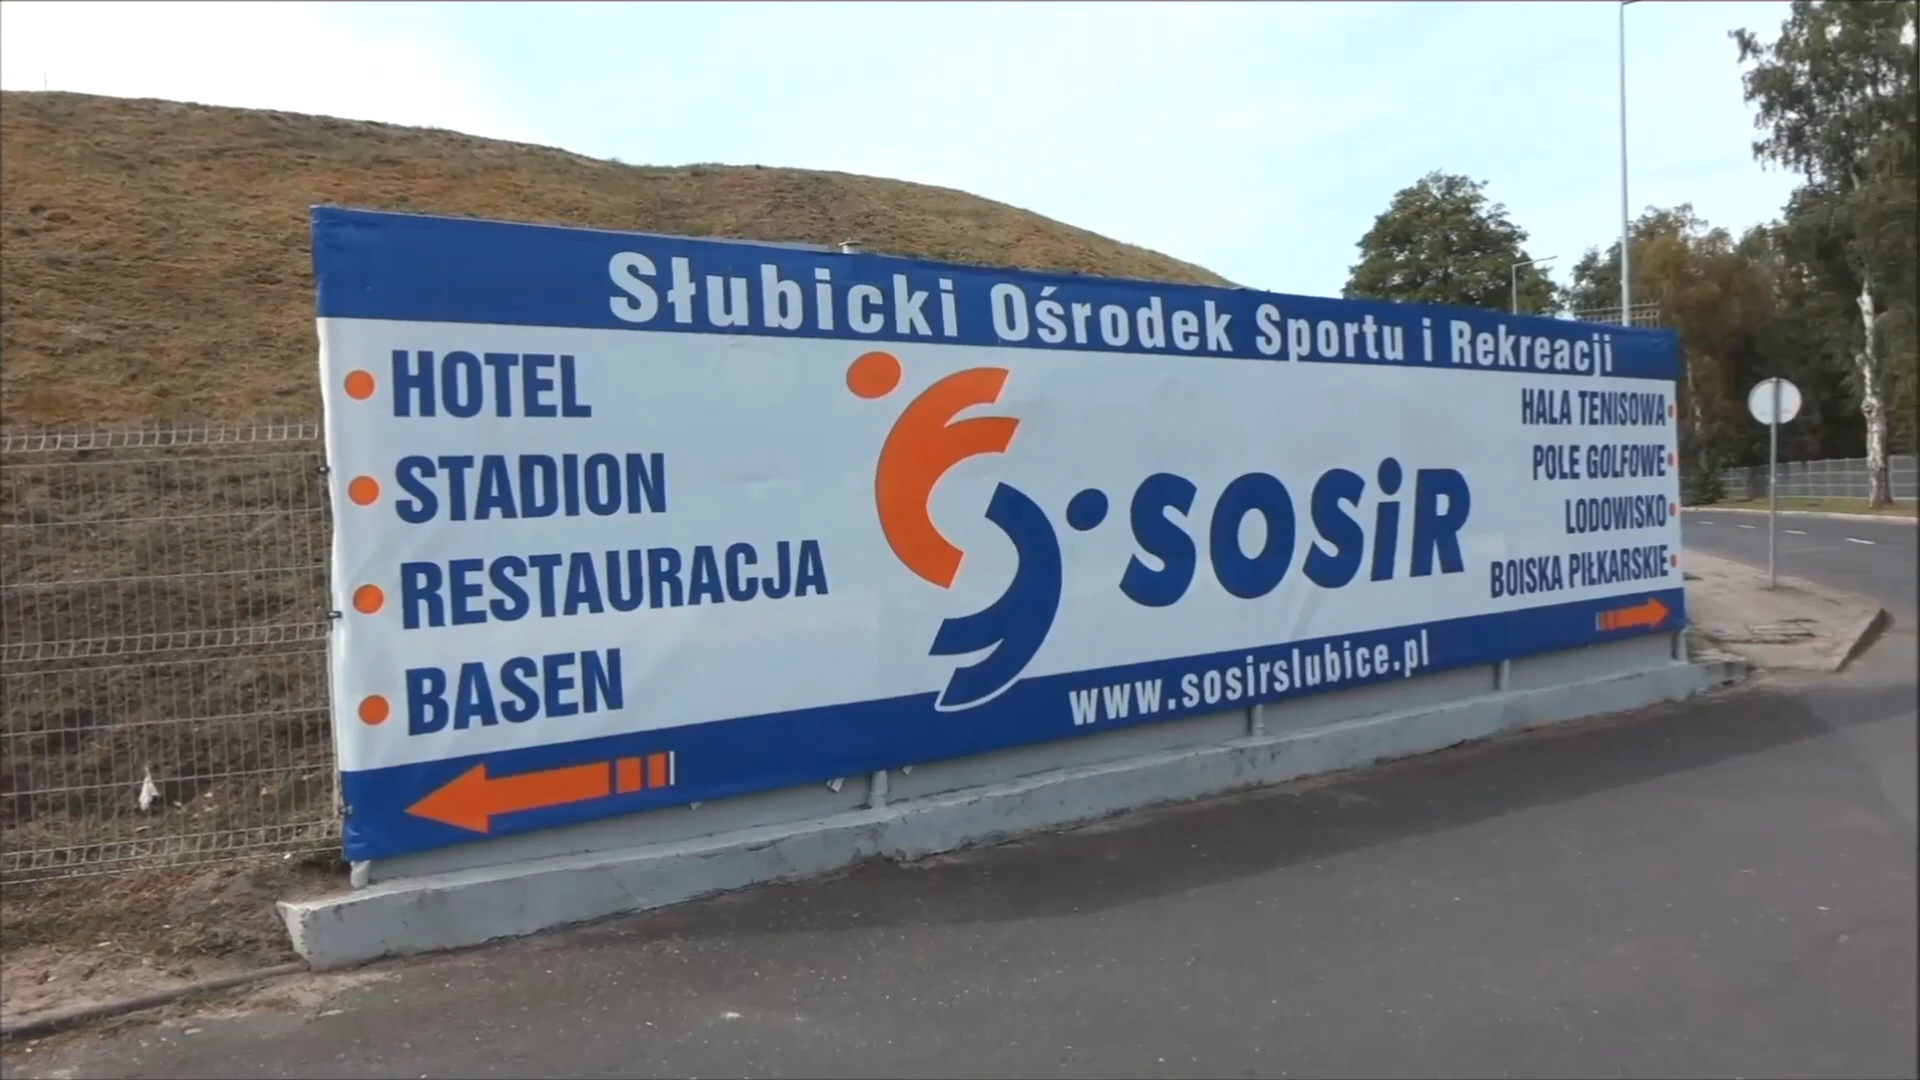 Słubicki Ośrodek Sportu i Rekreacji
HOTEL
STADION
RESTAURACJA
BASEN
SOSiR
HALA TENISOWA
POLE GOLFOWE
LODOWISKO
BOISKA PIŁKARSKIE
www.sosirslubice.pl